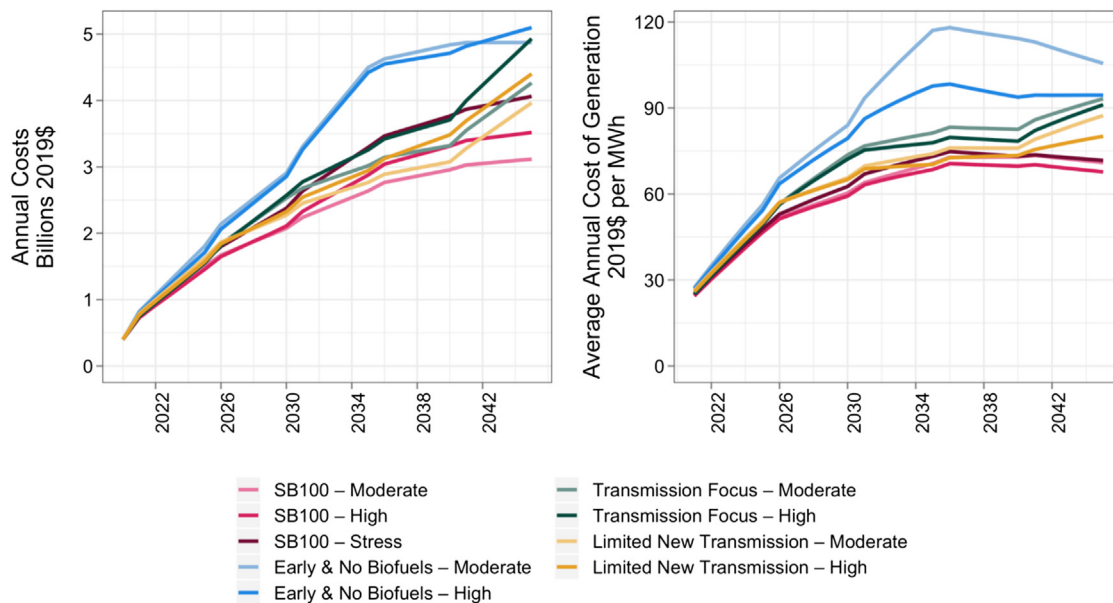 Annual Costs
Billions 2019$
5
4
3
2
1
0
2022
2026
2030
2034
2038
2042
Average Annual Cost of Generation
2019$ per MWh
120
90
60
30
0
2022
2026
2030
2034
2038
2042
SB100 – Moderate
SB100 – High
SB100 – Stress
Early & No Biofuels – Moderate
Early & No Biofuels – High
Transmission Focus – Moderate
Transmission Focus – High
Limited New Transmission – Moderate
Limited New Transmission – High